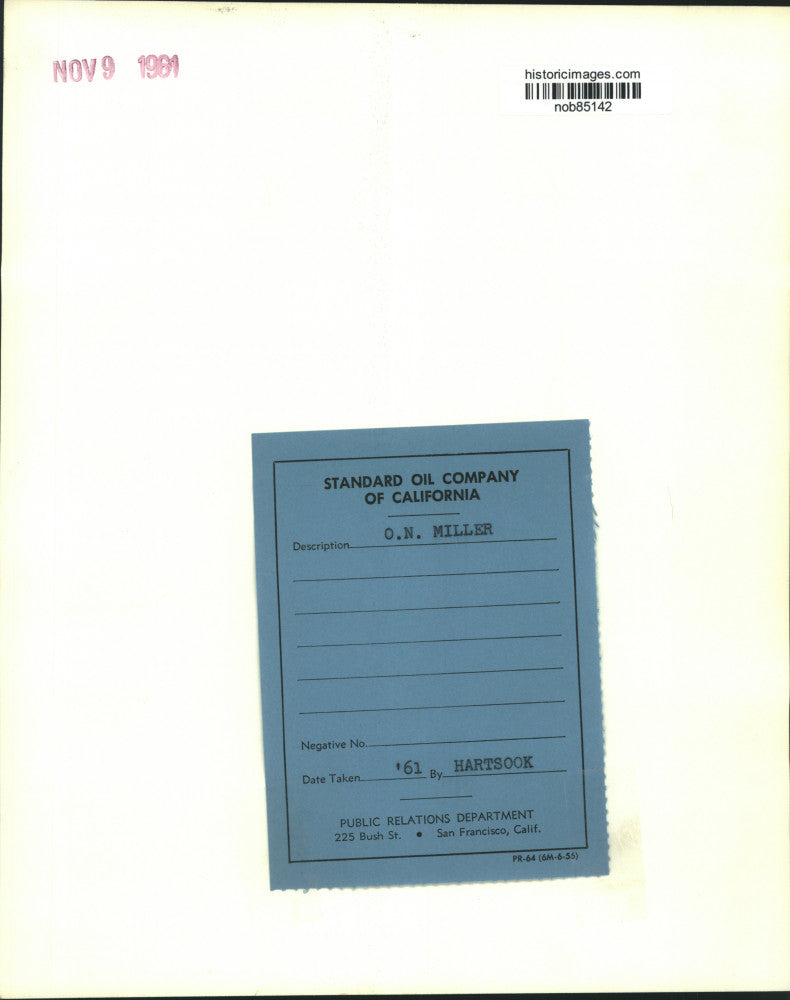 NOV 9 1961
historicimages.com
nob85142
STANDARD OIL COMPANY
OF CALIFORNIA
Description O.N. MILLER
Negative No.
Date Taken '61 By HARTSOOK
PUBLIC RELATIONS DEPARTMENT
225 Bush St. • San Francisco, Calif.
PR-64 (6M-6-56)